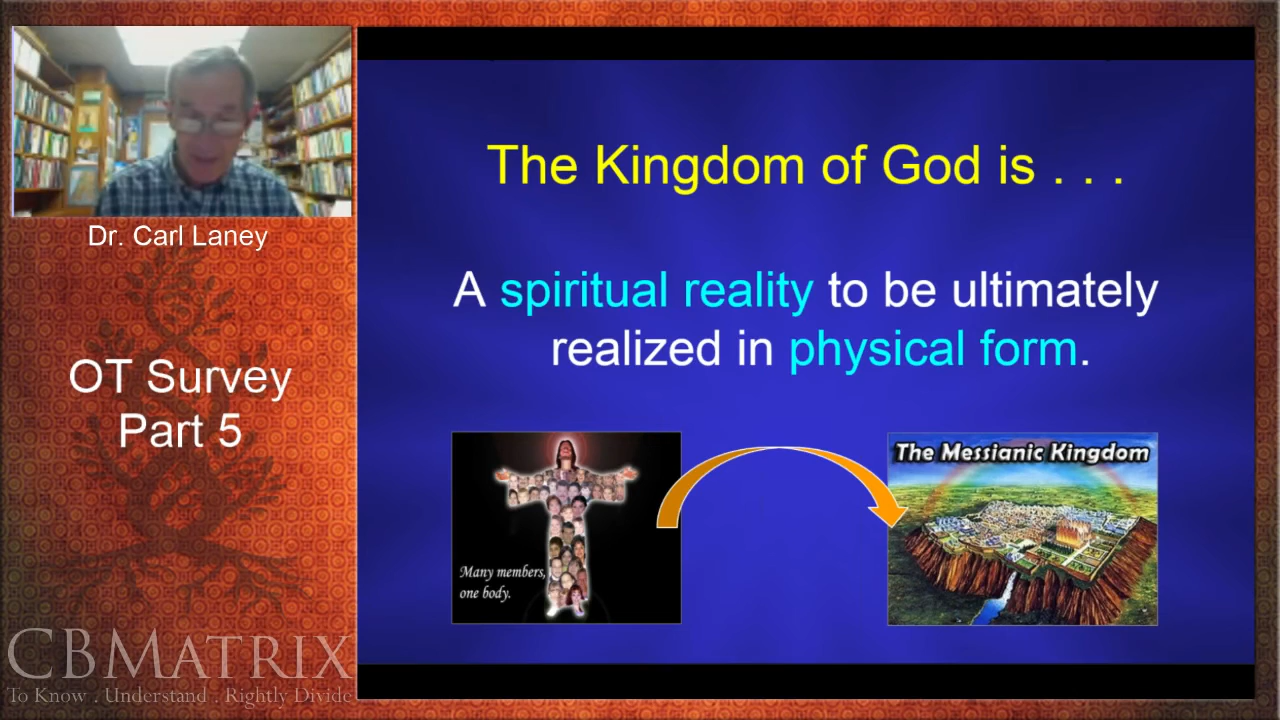 Dr. Carl Laney
OT Survey
Part 5
CBMATRIX
To Know . Understand . Rightly Divide
The Kingdom of God is . . .
A spiritual reality to be ultimately
realized in physical form.
Many members,
one body.
The Messianic Kingdom